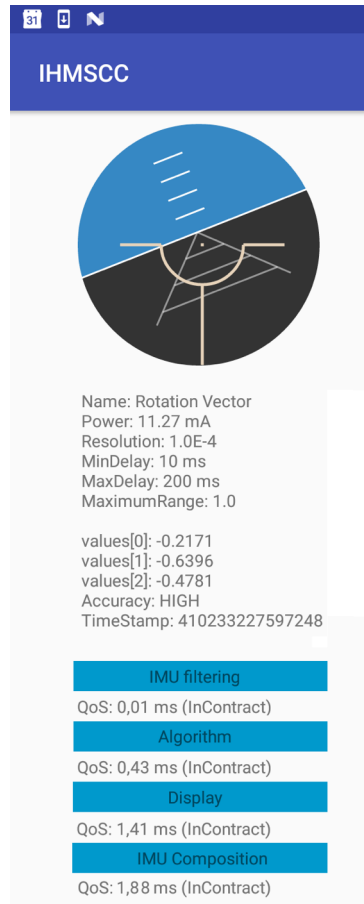 31
IHMSCC
Name: Rotation Vector
Power: 11.27 mA
Resolution: 1.0E-4
MinDelay: 10 ms
MaxDelay: 200 ms
MaximumRange: 1.0
values[0]: -0.2171
values[1]: -0.6396
values[2]: -0.4781
Accuracy: HIGH
TimeStamp: 410233227597248
IMU filtering
QoS: 0,01 ms (InContract)
Algorithm
QoS: 0,43 ms (InContract)
Display
QoS: 1,41 ms (InContract)
IMU Composition
QoS: 1,88 ms (InContract)